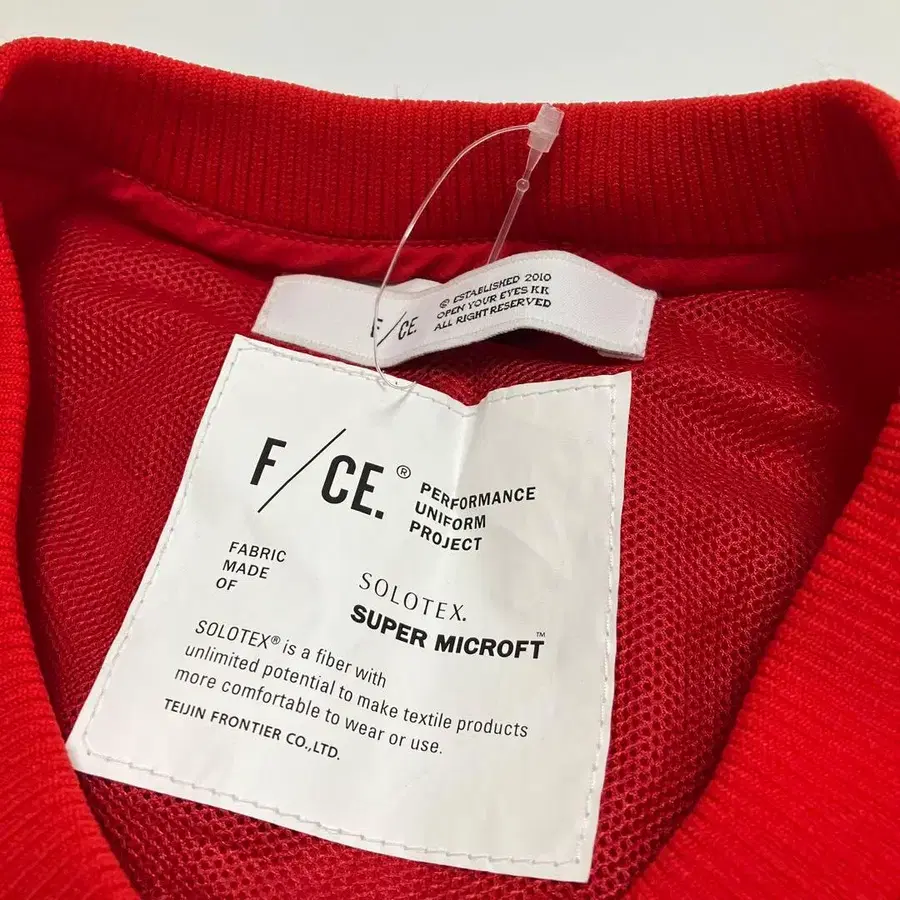 F/CE.
© ESTABLISHED 2010
OPEN YOUR EYES KK
ALL RIGHT RESERVED
F/CE.®
PERFORMANCE
UNIFORM
PROJECT
FABRIC
MADE
OF
SOLOTEX.
SUPER MICROFT™
SOLOTEX® is a fiber with
unlimited potential to make textile products
more comfortable to wear or use.
TEIJIN FRONTIER CO.,LTD.